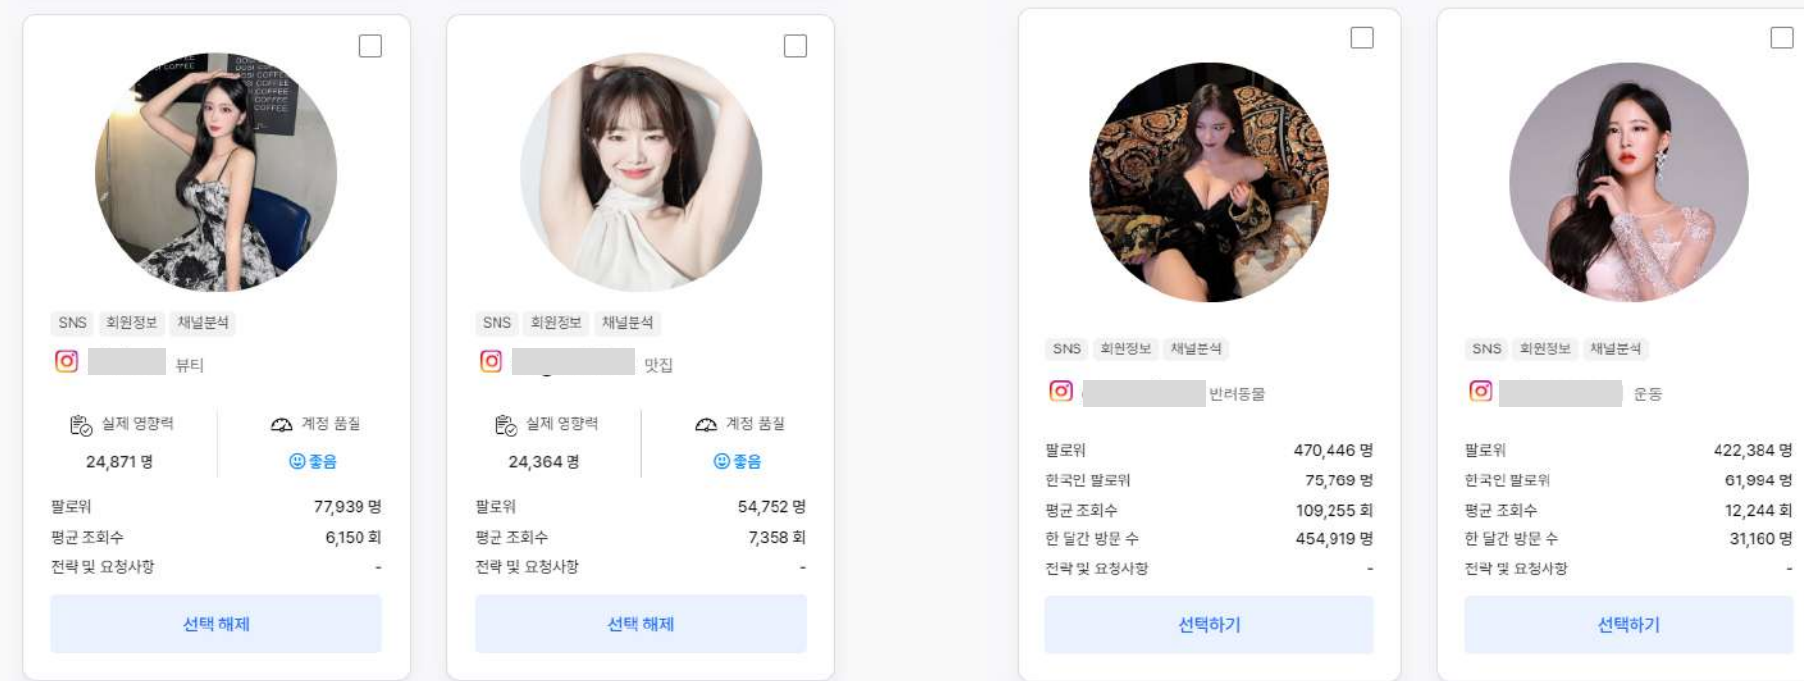 SNS 회원정보 채널분석
뷰티
실제 영향력 계정 품질
24,871 명 좋음
팔로워 77,939 명
평균 조회수 6,150 회
전략 및 요청사항 -
선택 해제
SNS 회원정보 채널분석
맛집
실제 영향력 계정 품질
24,364 명 좋음
팔로워 54,752 명
평균 조회수 7,358 회
전략 및 요청사항 -
선택 해제
SNS 회원정보 채널분석
반려동물
팔로워 470,446 명
한국인 팔로워 75,769 명
평균 조회수 109,255 회
한 달간 방문 수 454,919 명
전략 및 요청사항 -
선택하기
SNS 회원정보 채널분석
운동
팔로워 422,384 명
한국인 팔로워 61,994 명
평균 조회수 12,244 회
한 달간 방문 수 31,160 명
전략 및 요청사항 -
선택하기